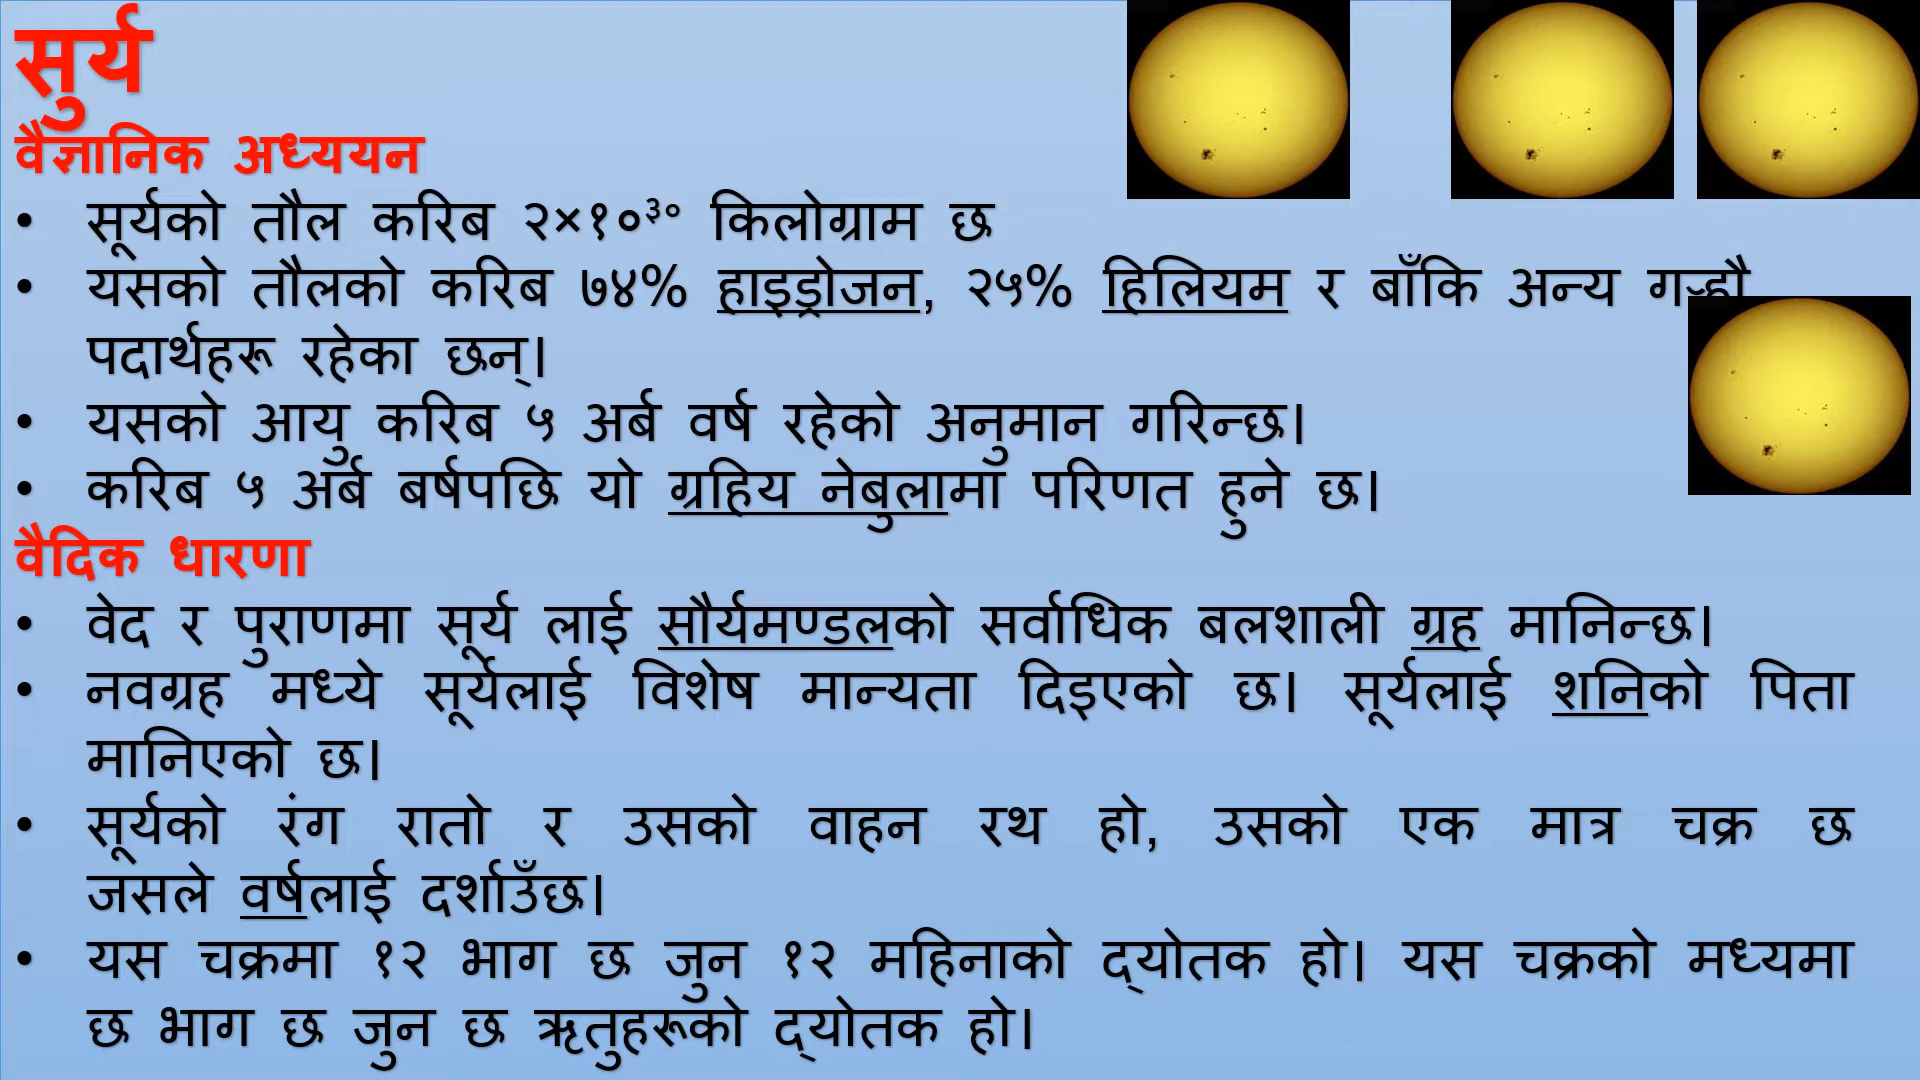 सुर्य
वैज्ञानिक अध्ययन
• सूर्यको तौल करिब २×१०³⁰ किलोग्राम छ
• यसको तौलको करिब ७४% हाइड्रोजन, २५% हिलियम र बाँकि अन्य गऱ्हौ
पदार्थहरू रहेका छन्।
• यसको आयु करिब ५ अर्ब वर्ष रहेको अनुमान गरिन्छ।
• करिब ५ अर्ब बर्षपछि यो ग्रहिय नेबुलामा परिणत हुने छ।
वैदिक धारणा
• वेद र पुराणमा सूर्य लाई सौर्यमण्डलको सर्वाधिक बलशाली ग्रह मानिन्छ।
• नवग्रह मध्ये सूर्यलाई विशेष मान्यता दिइएको छ। सूर्यलाई शनिको पिता
मानिएको छ।
• सूर्यको रंग रातो र उसको वाहन रथ हो, उसको एक मात्र चक्र छ
जसले वर्षलाई दर्शाउँछ।
• यस चक्रमा १२ भाग छ जुन १२ महिनाको द्‌योतक हो। यस चक्रको मध्यमा
छ भाग छ जुन छ ऋतुहरूको द्‌योतक हो।